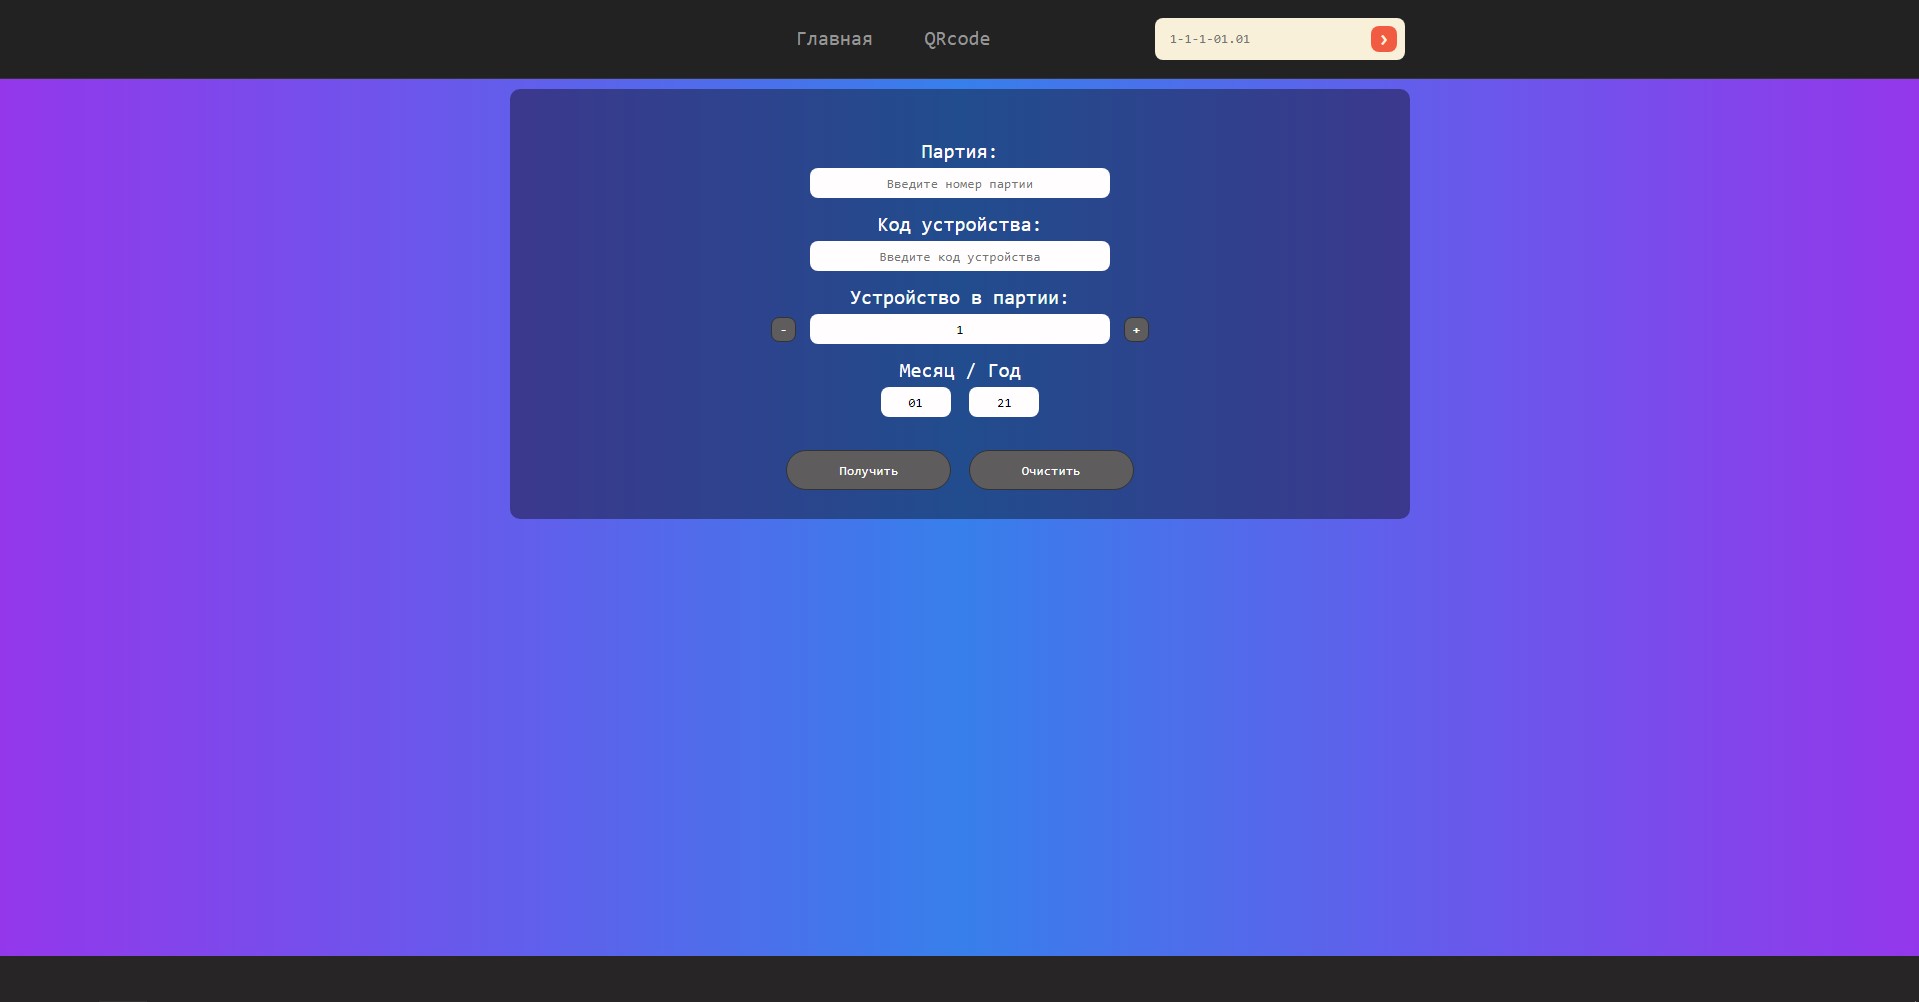 Главная QRcode 1-1-1-01.01
Партия:
Введите номер партии
Код устройства:
Введите код устройства
Устройство в партии:
- 1 +
Месяц / Год
01 21
Получить Очистить